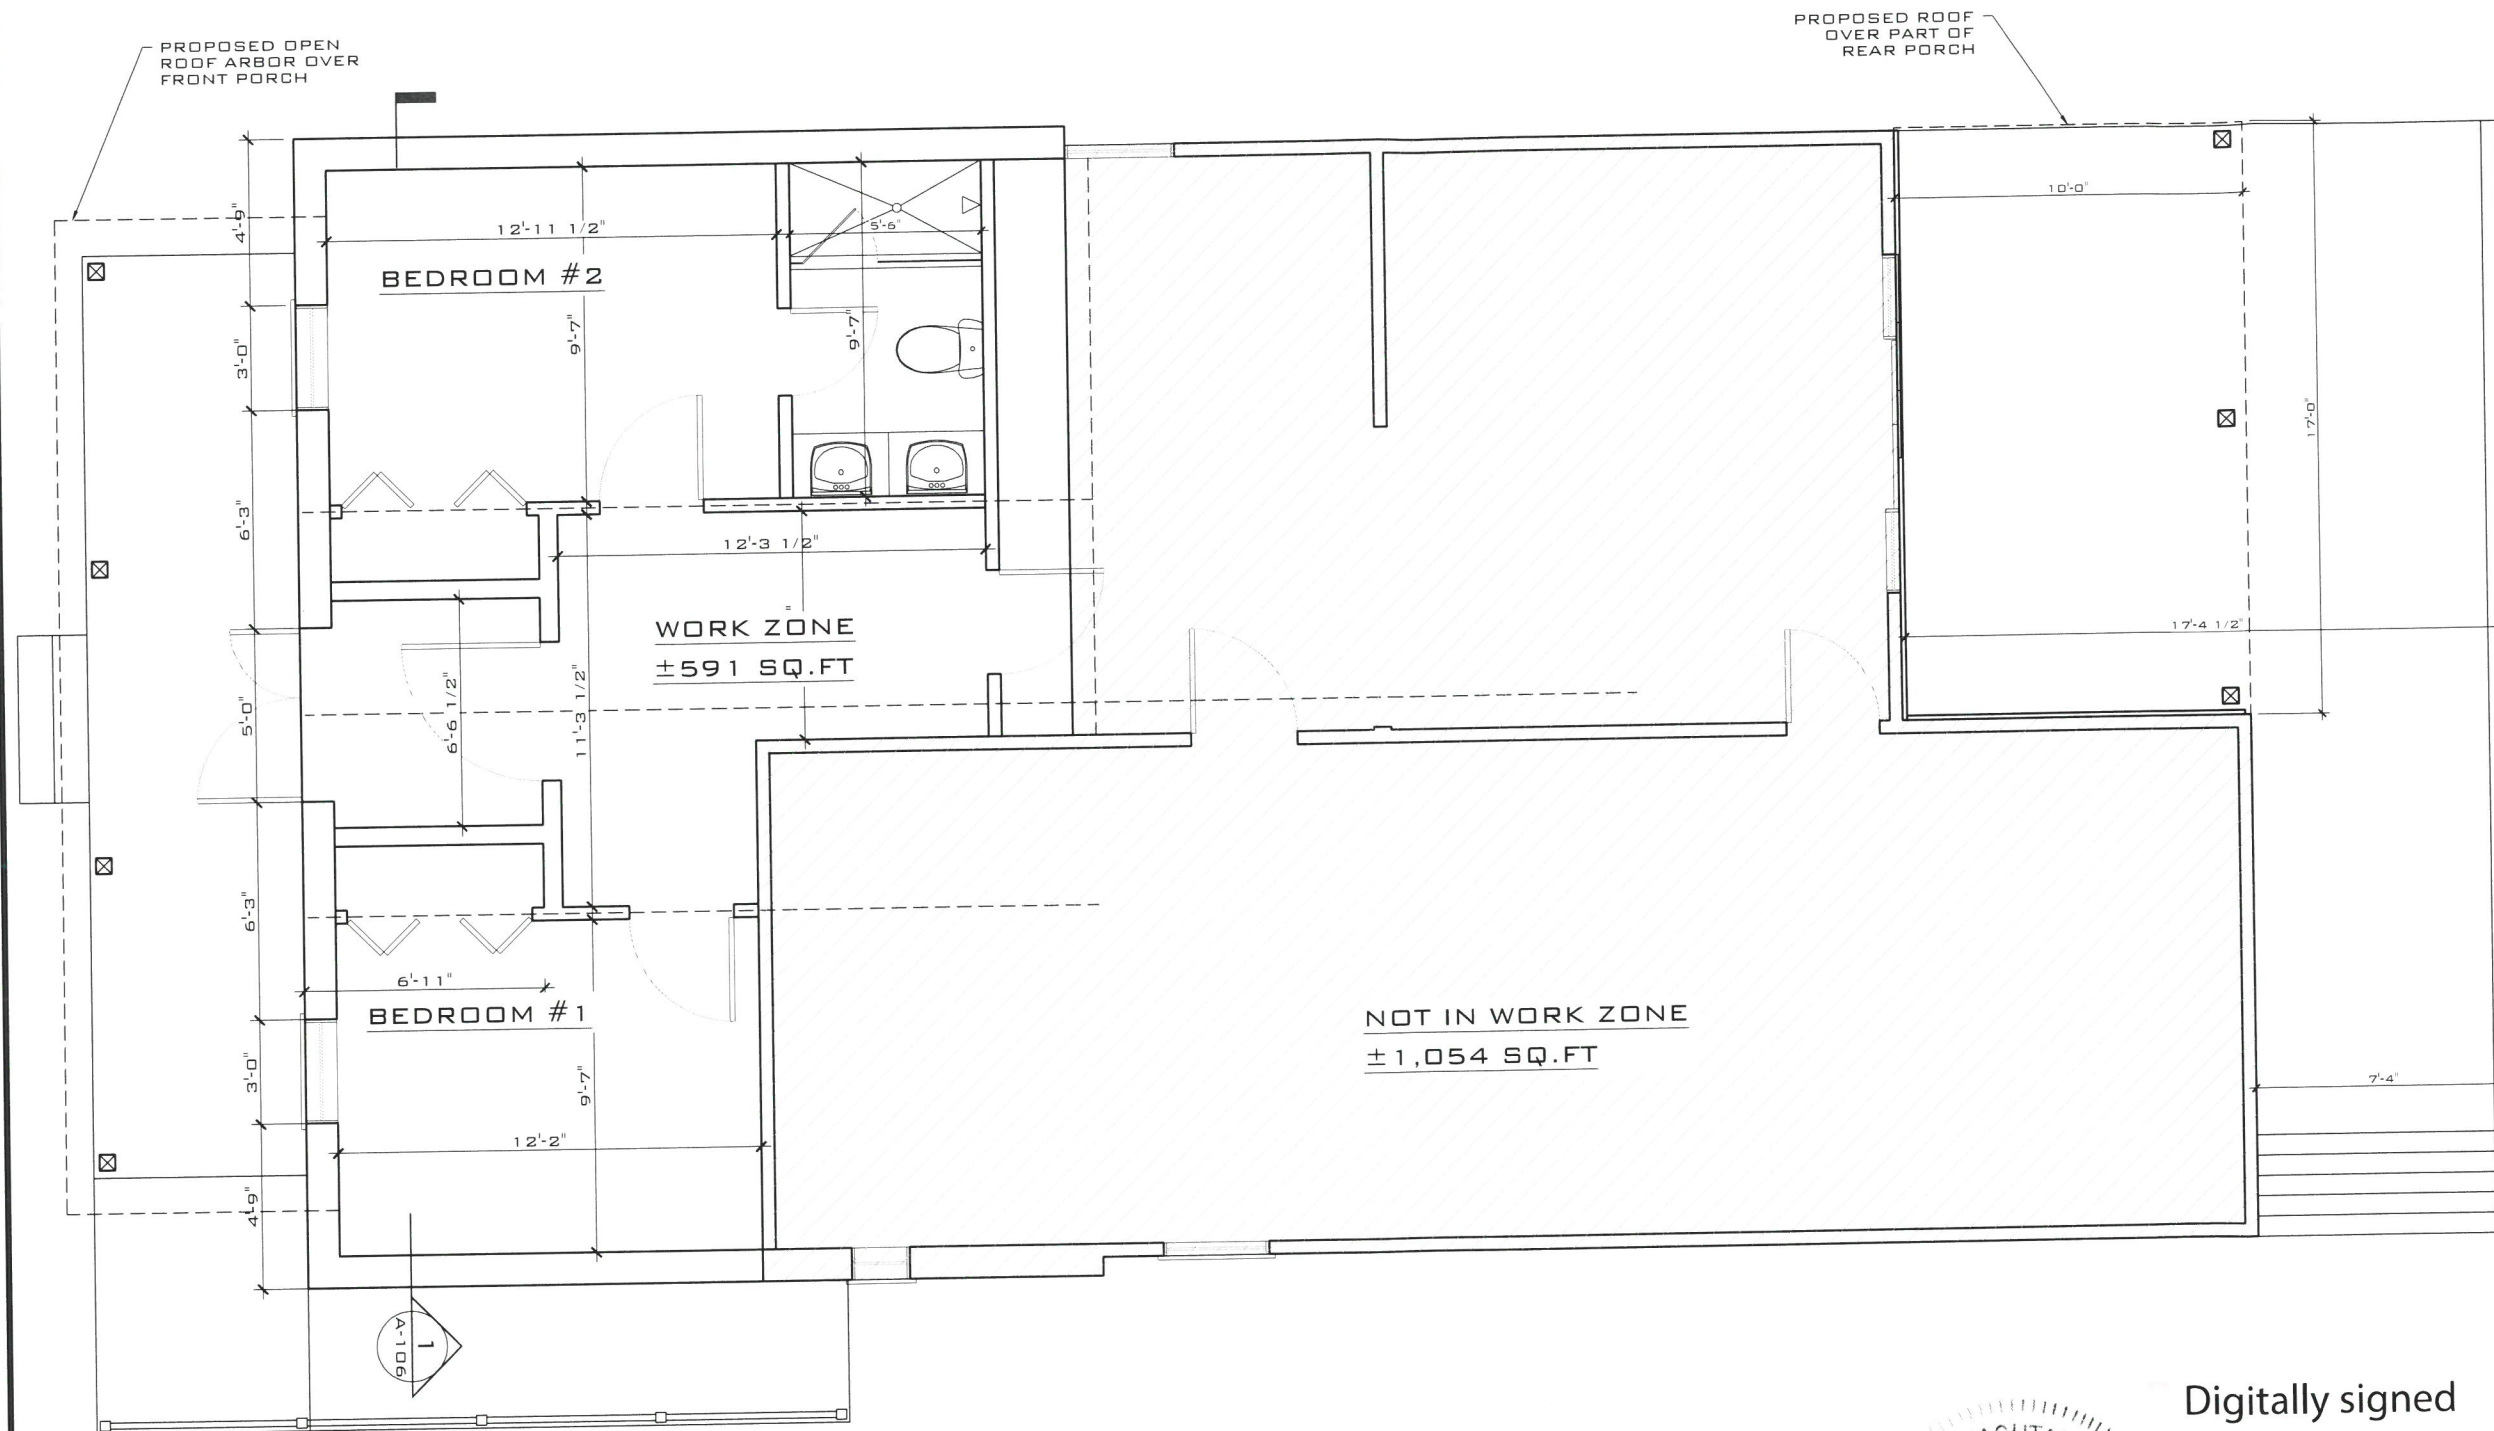 PROPOSED OPEN
ROOF ARBOR OVER
FRONT PORCH
PROPOSED ROOF
OVER PART OF
REAR PORCH
10'-0"
4'-9"
12'-11 1/2"
5'-6"
BEDROOM #2
9'-7"
9'-7"
3'-0"
17'-0"
6'-3"
12'-3 1/2"
WORK ZONE
±591 SQ.FT
17'-4 1/2"
5'-0"
6'-6 1/2"
11'-3 1/2"
6'-3"
6'-11"
BEDROOM #1
NOT IN WORK ZONE
±1,054 SQ.FT
3'-0"
9'-7"
7'-4"
12'-2"
4'-9"
1
A-106
Digitally signed